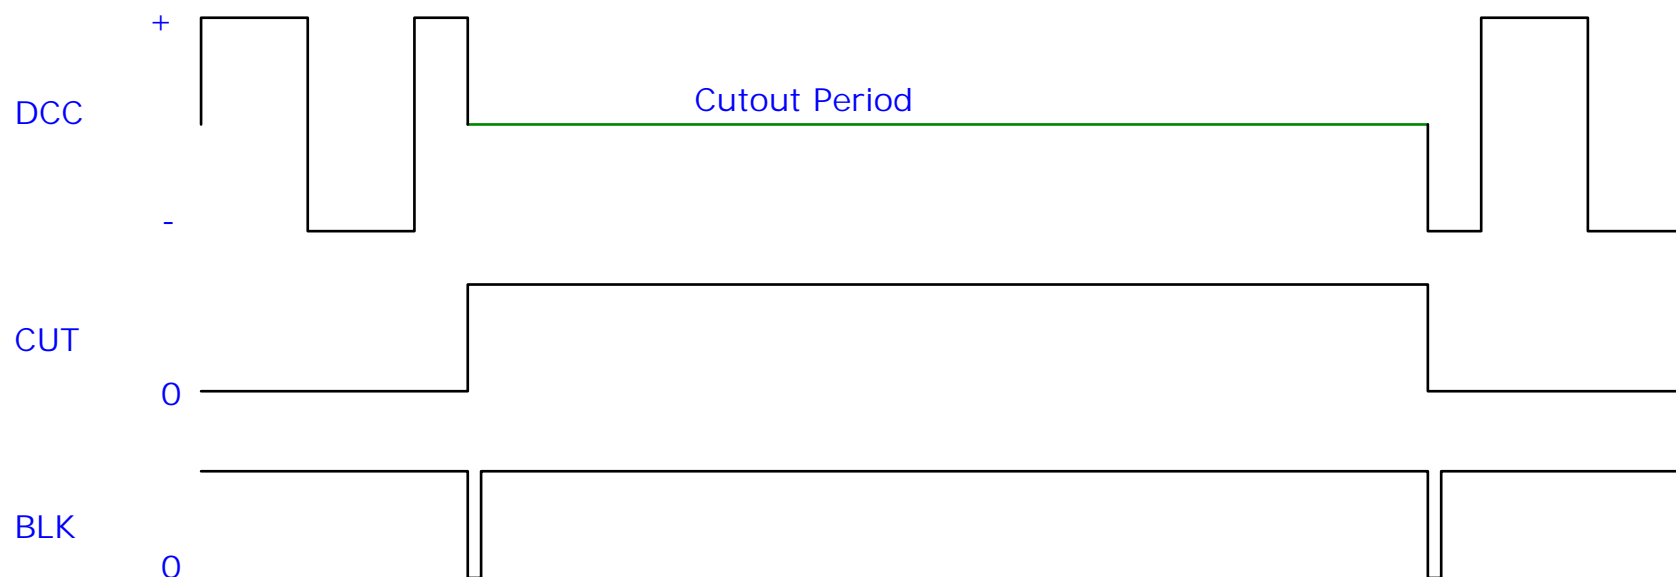 +
Cutout Period
DCC
-
CUT
0
BLK
0